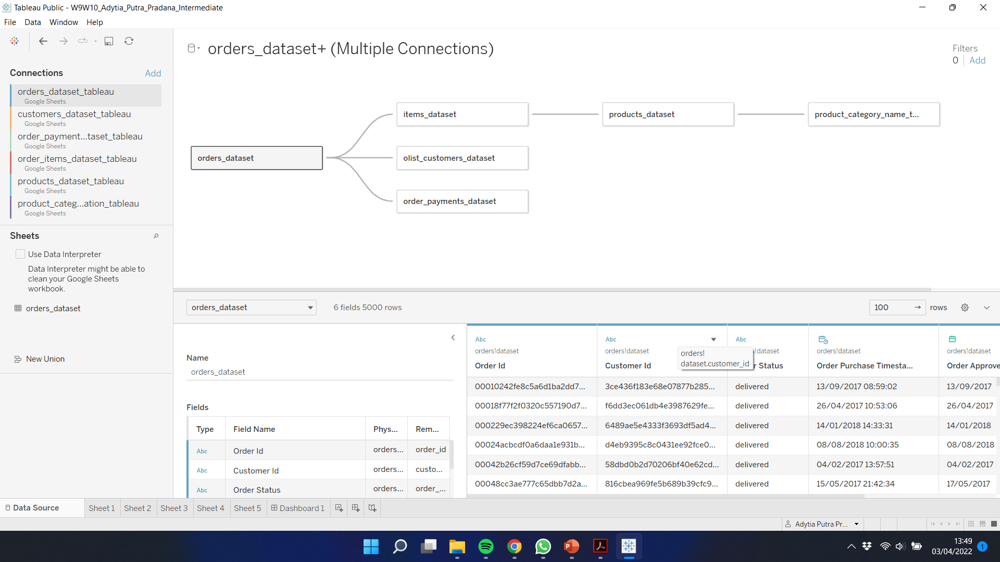 Tableau Public - W9W10_Adytia_Putra_Pradana_Intermediate
File Data Window Help
Connections
Add
orders_dataset_tableau
Google Sheets
customers_dataset_tableau
Google Sheets
order_payment...taset_tableau
Google Sheets
order_items_dataset_tableau
Google Sheets
products_dataset_tableau
Google Sheets
product_categ...ation_tableau
Google Sheets
Sheets
Use Data Interpreter
Data Interpreter might be able to
clean your Google Sheets
workbook.
orders_dataset
New Union
orders_dataset+ (Multiple Connections)
Filters
0 Add
items_dataset
products_dataset
product_category_name_t...
orders_dataset
olist_customers_dataset
order_payments_dataset
orders_dataset
6 fields 5000 rows
100 → rows
Name
orders_dataset
Fields
Type Field Name Phys... Rem...
Abc Order Id orders... order_id
Abc Customer Id orders... custo...
Abc Order Status orders... order_...
Abc Abc Abc
orders!dataset orders!dataset s!dataset orders!dataset orders!dataset
orders!
dataset.customer_id
Order Id Customer Id r Status Order Purchase Timesta... Order Approve
00010242fe8c5a6d1ba2dd7... 3ce436f183e68e07877b285... delivered 13/09/2017 08:59:02 13/09/2017
00018f77f2f0320c557190d7... f6dd3ec061db4e3987629fe... delivered 26/04/2017 10:53:06 26/04/2017
000229ec398224ef6ca0657... 6489ae5e4333f3693df5ad4... delivered 14/01/2018 14:33:31 14/01/2018
00024acbcdf0a6daa1e931b... d4eb9395c8c0431ee92fce0... delivered 08/08/2018 10:00:35 08/08/2018
00042b26cf59d7ce69dfabb... 58dbd0b2d70206bf40e62cd... delivered 04/02/2017 13:57:51 04/02/2017
00048cc3ae777c65dbb7d2a... 816cbea969fe5b689b39cfc9... delivered 15/05/2017 21:42:34 17/05/2017
Data Source Sheet 1 Sheet 2 Sheet 3 Sheet 4 Sheet 5 Dashboard 1
Adytia Putra Pr...
13:49
03/04/2022
1